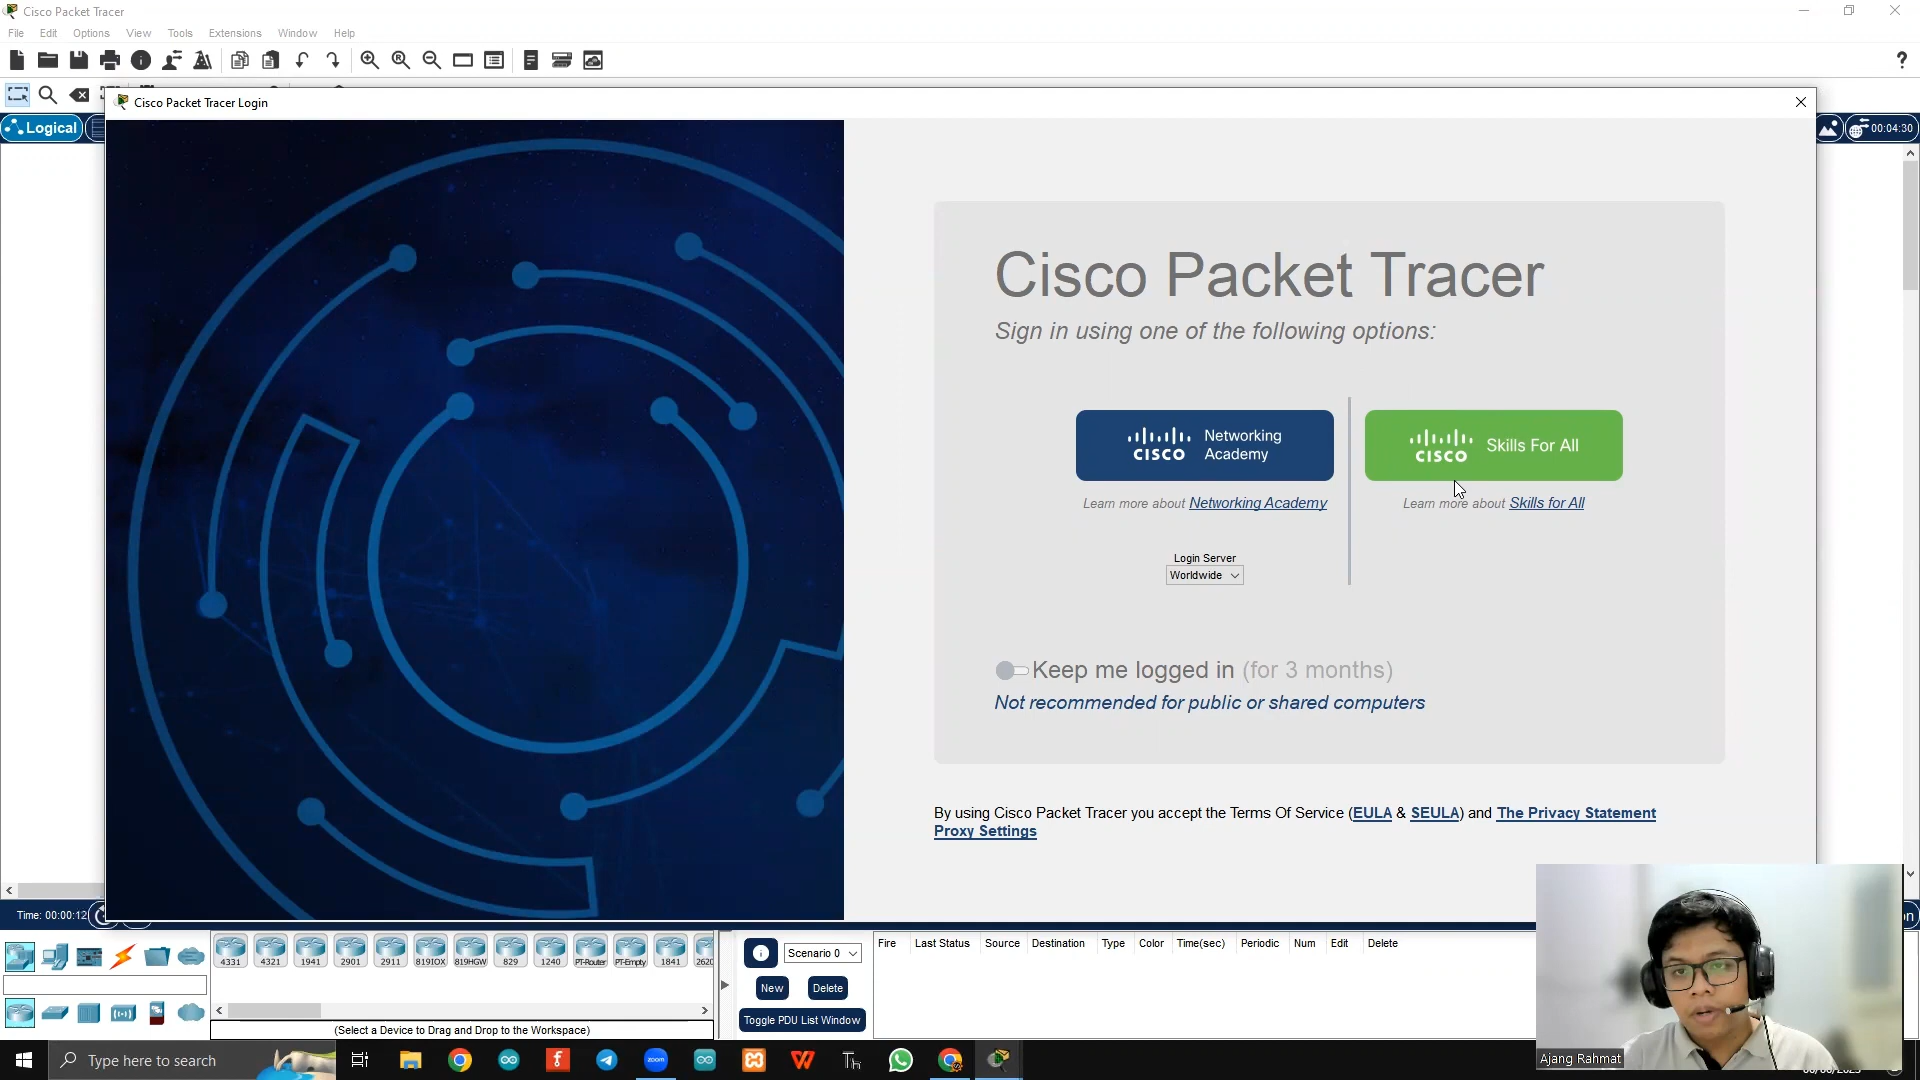 Cisco Packet Tracer
File Edit Options View Tools Extensions Window Help
Cisco Packet Tracer Login
Logical
00:04:30
Cisco Packet Tracer
Sign in using one of the following options:
CISCO
Networking
Academy
CISCO
Skills For All
Learn more about Networking Academy
Learn more about Skills for All
Login Server
Worldwide
Keep me logged in (for 3 months)
Not recommended for public or shared computers
By using Cisco Packet Tracer you accept the Terms Of Service (EULA & SEULA) and The Privacy Statement
Proxy Settings
Time: 00:00:12
4331 4321 1941 2901 2911 819IOX 819HGW 829 1240 PT-Router PT-Empty 1841 2620
(Select a Device to Drag and Drop to the Workspace)
Scenario 0
New
Delete
Toggle PDU List Window
Fire Last Status Source Destination Type Color Time(sec) Periodic Num Edit Delete
Type here to search
zoom
Ajang Rahmat